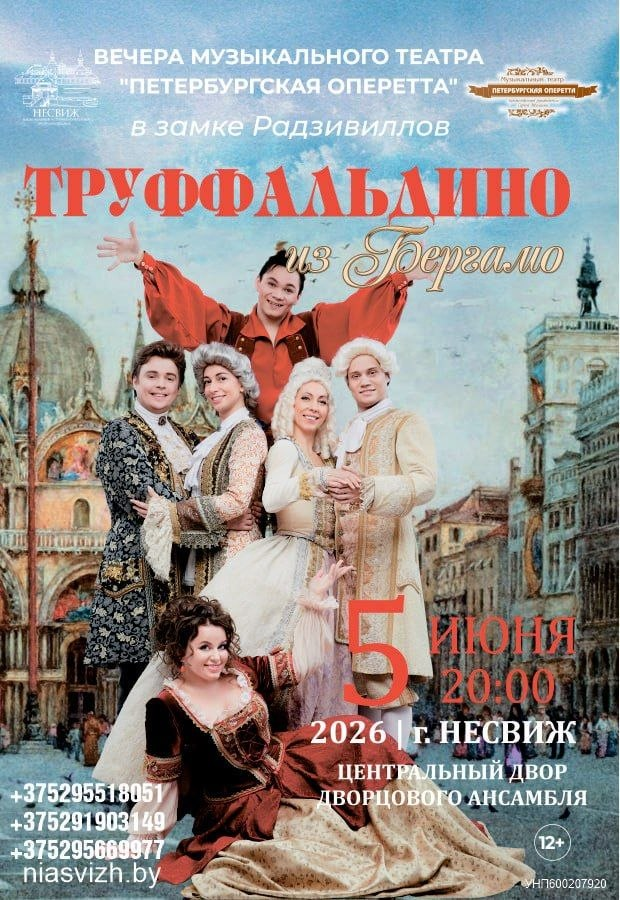 ВЕЧЕРА МУЗЫКАЛЬНОГО ТЕАТРА
"ПЕТЕРБУРГСКАЯ ОПЕРЕТТА"
в замке Радзивиллов
НЕСВИЖ
Музыкальный театр
ПЕТЕРБУРГСКАЯ ОПЕРЕТТА
ТРУФФАЛЬДИНО
из Бергамо
5 ИЮНЯ
20:00
2026 | г. НЕСВИЖ
ЦЕНТРАЛЬНЫЙ ДВОР
ДВОРЦОВОГО АНСАМБЛЯ
+375295518051
+375291903149
+375295669977
niasvizh.by
12+
УНП600207920